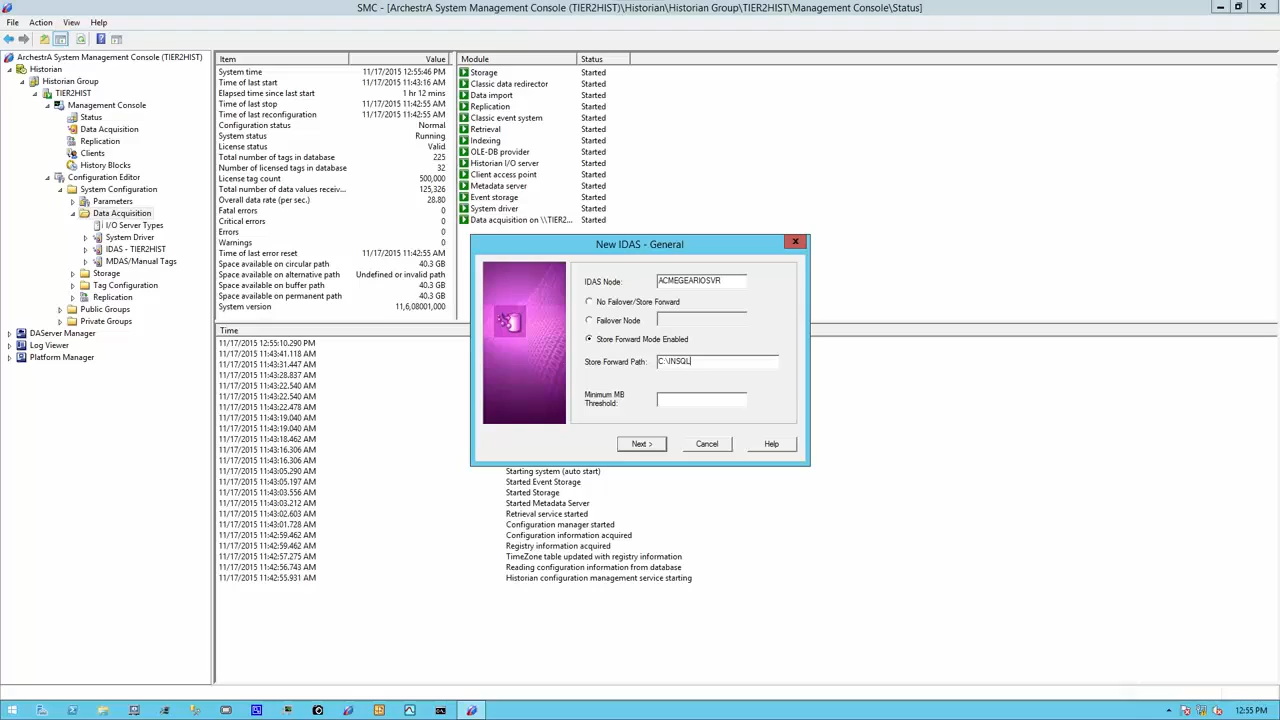 SMC - [ArchestrA System Management Console (TIER2HIST)\Historian\Historian Group\TIER2HIST\Management Console\Status]
File Action View Help
ArchestrA System Management Console (TIER2HIST)
Historian
Historian Group
TIER2HIST
Management Console
Status
Data Acquisition
Replication
Clients
History Blocks
Configuration Editor
System Configuration
Parameters
Data Acquisition
I/O Server Types
System Driver
IDAS - TIER2HIST
MDAS/Manual Tags
Storage
Tag Configuration
Replication
Public Groups
Private Groups
DAServer Manager
Log Viewer
Platform Manager
Item Value
System time 11/17/2015 12:55:46 PM
Time of last start 11/17/2015 11:43:16 AM
Elapsed time since last start 1 hr 12 mins
Time of last stop 11/17/2015 11:42:55 AM
Time of last reconfiguration 11/17/2015 11:42:55 AM
Configuration status Normal
System status Running
License status Valid
Total number of tags in database 225
Number of licensed tags in database 32
License tag count 500,000
Total number of data values receiv... 125,326
Overall data rate (per sec.) 28.80
Fatal errors 0
Critical errors 0
Errors 0
Warnings 0
Time of last error reset 11/17/2015 11:42:55 AM
Space available on circular path 40.3 GB
Space available on alternative path Undefined or invalid path
Space available on buffer path 40.3 GB
Space available on permanent path 40.3 GB
System version 11,6,08001,000
Module Status
Storage Started
Classic data redirector Started
Data import Started
Replication Started
Classic event system Started
Retrieval Started
Indexing Started
OLE-DB provider Started
Historian I/O server Started
Client access point Started
Metadata server Started
Event storage Started
System driver Started
Data acquisition on \\TIER2... Started
New IDAS - General
IDAS Node: ACMEGEARIOSVR
No Failover/Store Forward
Failover Node
Store Forward Mode Enabled
Store Forward Path: C:\INSQL
Minimum MB
Threshold:
Next > Cancel Help
Time
11/17/2015 12:55:10.290 PM
11/17/2015 11:43:41.118 AM
11/17/2015 11:43:31.447 AM
11/17/2015 11:43:28.837 AM
11/17/2015 11:43:22.540 AM
11/17/2015 11:43:22.540 AM
11/17/2015 11:43:22.478 AM
11/17/2015 11:43:19.040 AM
11/17/2015 11:43:19.040 AM
11/17/2015 11:43:18.462 AM
11/17/2015 11:43:16.306 AM
11/17/2015 11:43:16.306 AM
11/17/2015 11:43:05.290 AM Starting system (auto start)
11/17/2015 11:43:05.197 AM Started Event Storage
11/17/2015 11:43:03.556 AM Started Storage
11/17/2015 11:43:03.212 AM Started Metadata Server
11/17/2015 11:43:02.603 AM Retrieval service started
11/17/2015 11:43:01.728 AM Configuration manager started
11/17/2015 11:42:59.462 AM Configuration information acquired
11/17/2015 11:42:59.462 AM Registry information acquired
11/17/2015 11:42:57.275 AM TimeZone table updated with registry information
11/17/2015 11:42:56.743 AM Reading configuration information from database
11/17/2015 11:42:55.931 AM Historian configuration management service starting
12:55 PM